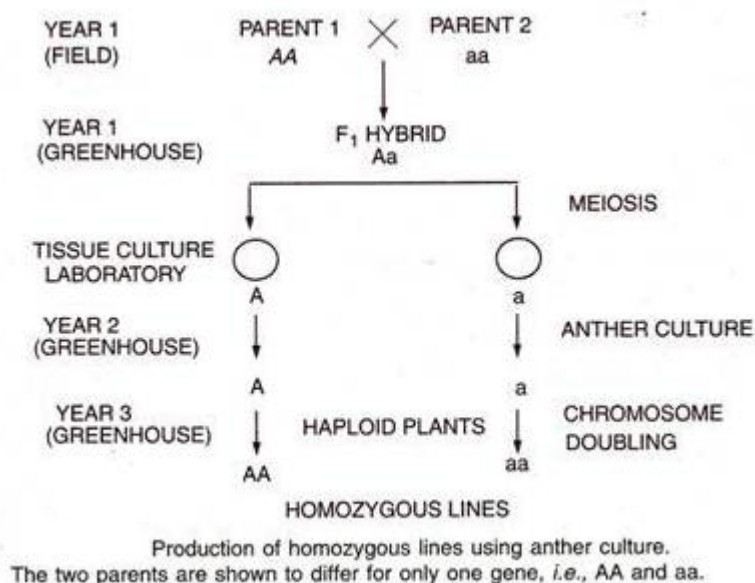 YEAR 1 PARENT 1 PARENT 2
(FIELD) AA aa
YEAR 1
(GREENHOUSE) F1 HYBRID
Aa
MEIOSIS
TISSUE CULTURE
LABORATORY
A a
YEAR 2
(GREENHOUSE) ANTHER CULTURE
A a
YEAR 3
(GREENHOUSE) HAPLOID PLANTS CHROMOSOME
DOUBLING
AA aa
HOMOZYGOUS LINES
Production of homozygous lines using anther culture.
The two parents are shown to differ for only one gene, i.e., AA and aa.